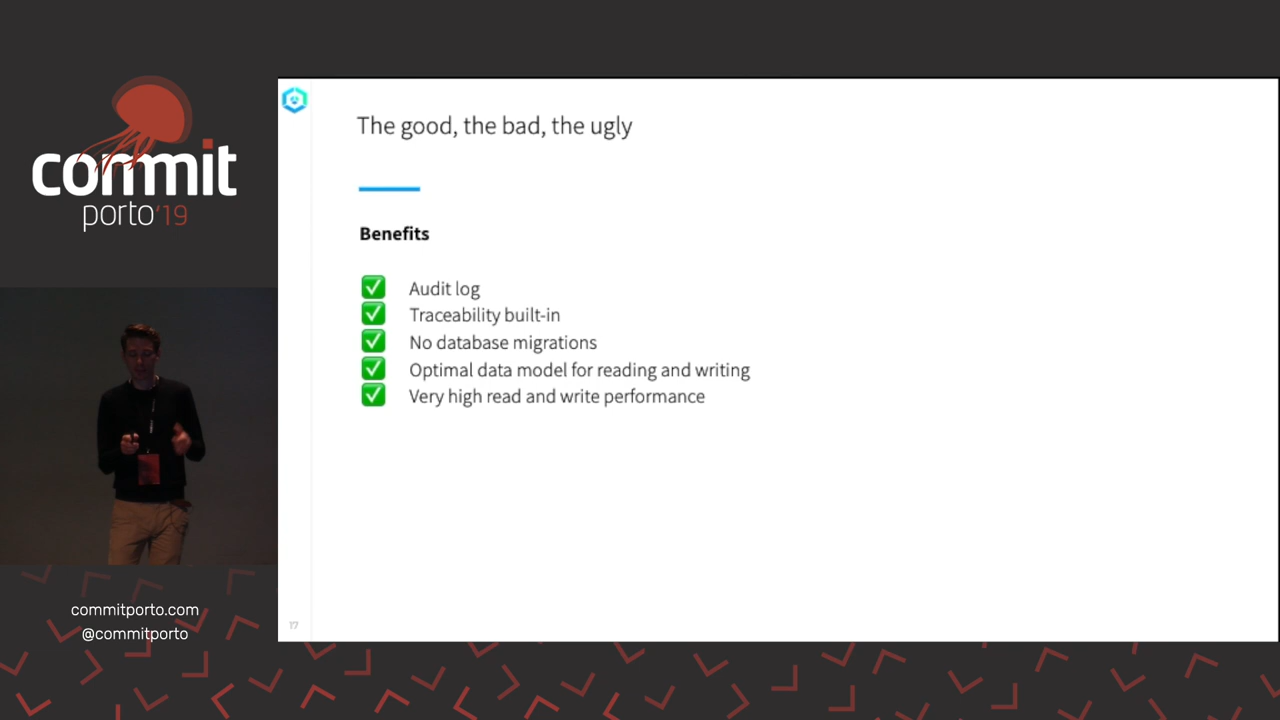 commit
porto'19
The good, the bad, the ugly
Benefits
Audit log
Traceability built-in
No database migrations
Optimal data model for reading and writing
Very high read and write performance
17
commitporto.com
@commitporto